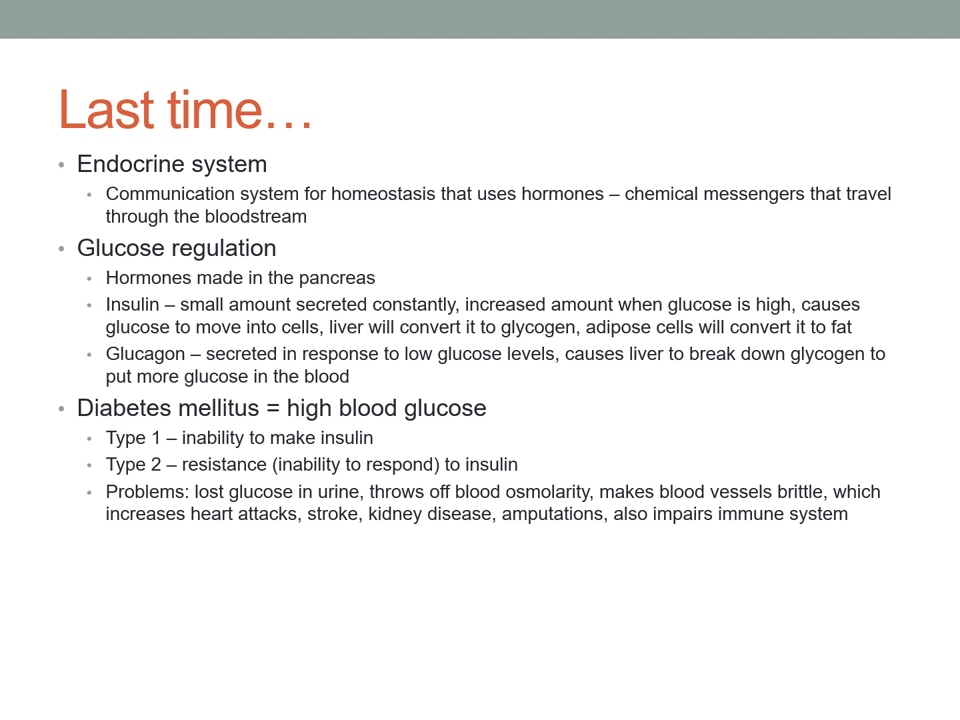 Last time…
• Endocrine system
• Communication system for homeostasis that uses hormones – chemical messengers that travel
through the bloodstream
• Glucose regulation
• Hormones made in the pancreas
• Insulin – small amount secreted constantly, increased amount when glucose is high, causes
glucose to move into cells, liver will convert it to glycogen, adipose cells will convert it to fat
• Glucagon – secreted in response to low glucose levels, causes liver to break down glycogen to
put more glucose in the blood
• Diabetes mellitus = high blood glucose
• Type 1 – inability to make insulin
• Type 2 – resistance (inability to respond) to insulin
• Problems: lost glucose in urine, throws off blood osmolarity, makes blood vessels brittle, which
increases heart attacks, stroke, kidney disease, amputations, also impairs immune system